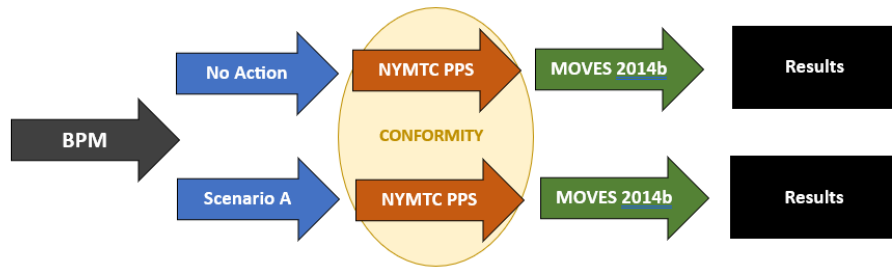 No Action
NYMTC PPS
MOVES 2014b
Results
BPM
CONFORMITY
Scenario A
NYMTC PPS
MOVES 2014b
Results